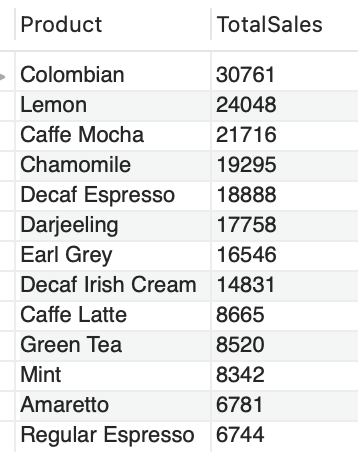 Product TotalSales
Colombian 30761
Lemon 24048
Caffe Mocha 21716
Chamomile 19295
Decaf Espresso 18888
Darjeeling 17758
Earl Grey 16546
Decaf Irish Cream 14831
Caffe Latte 8665
Green Tea 8520
Mint 8342
Amaretto 6781
Regular Espresso 6744